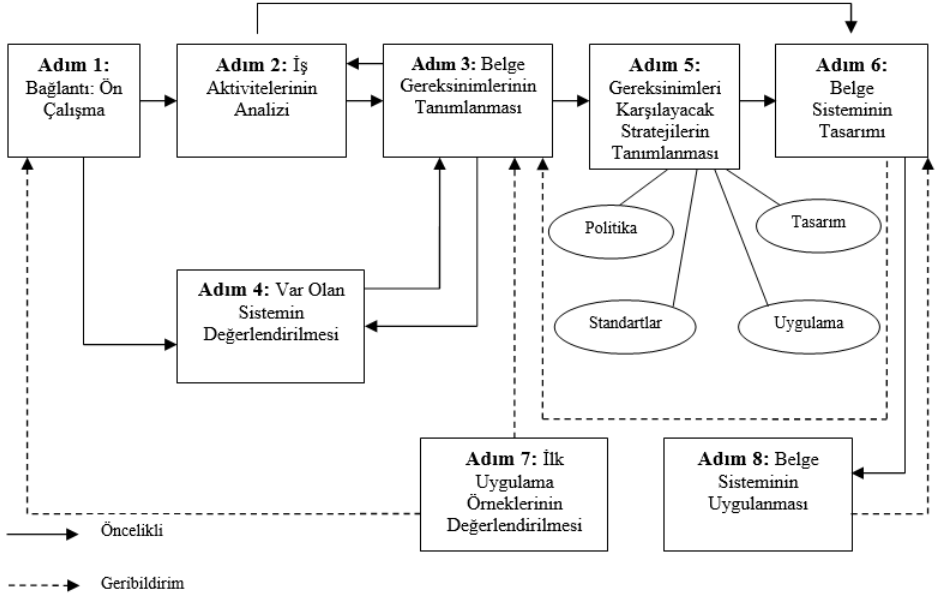 Adım 1:
Bağlantı: Ön
Çalışma
Adım 2: İş
Aktivitelerinin
Analizi
Adım 3: Belge
Gereksinimlerinin
Tanımlanması
Adım 5:
Gereksinimleri
Karşılayacak
Stratejilerin
Tanımlanması
Adım 6:
Belge
Sisteminin
Tasarımı
Politika
Tasarım
Adım 4: Var Olan
Sistemin
Değerlendirilmesi
Standartlar
Uygulama
Adım 7: İlk
Uygulama
Örneklerinin
Değerlendirilmesi
Adım 8: Belge
Sisteminin
Uygulanması
Öncelikli
Geribildirim